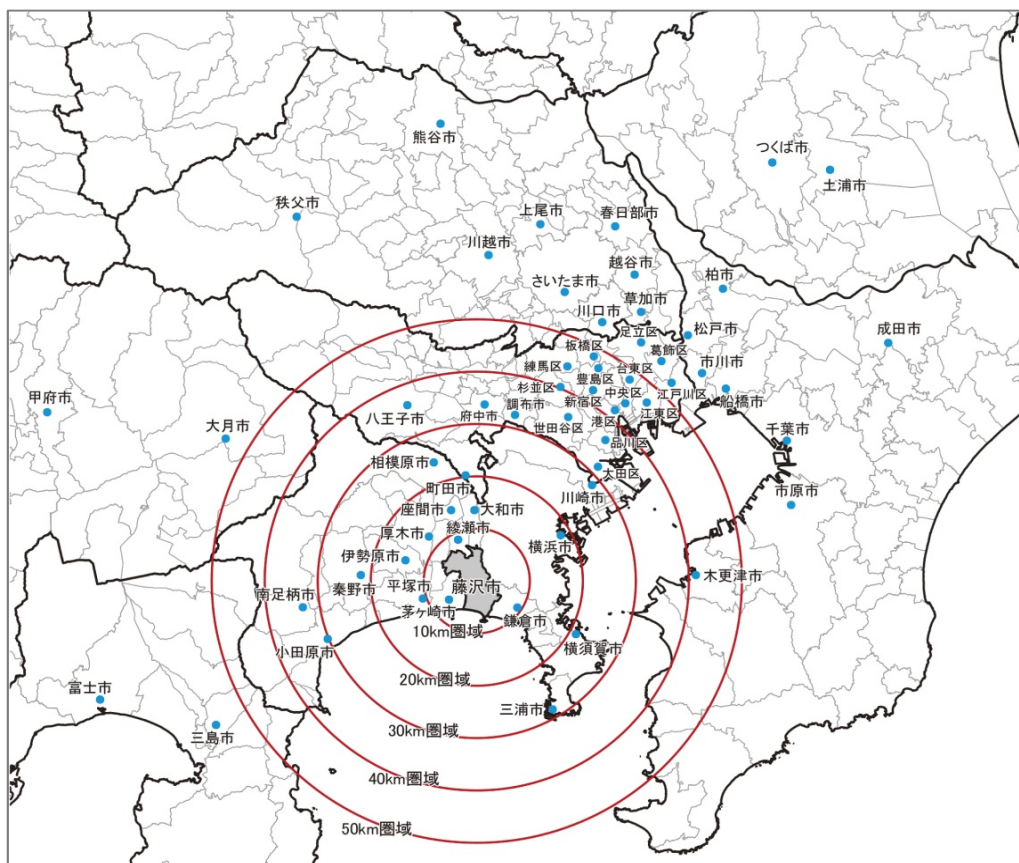 熊谷市
つくば市
土浦市
秩父市
上尾市
春日部市
川越市
越谷市
さいたま市
柏市
草加市
川口市
足立区
松戸市
成田市
板橋区
葛飾区
練馬区
台東区
市川市
豊島区
杉並区
中央区
江戸川区
船橋市
甲府市
八王子市
府中市
調布市
新宿区
江東区
大月市
世田谷区
港区
千葉市
品川区
相模原市
大田区
町田市
川崎市
市原市
座間市
大和市
厚木市
綾瀬市
横浜市
伊勢原市
木更津市
秦野市
平塚市
藤沢市
南足柄市
茅ヶ崎市
鎌倉市
10km圏域
小田原市
横須賀市
20km圏域
富士市
三浦市
30km圏域
三島市
40km圏域
50km圏域